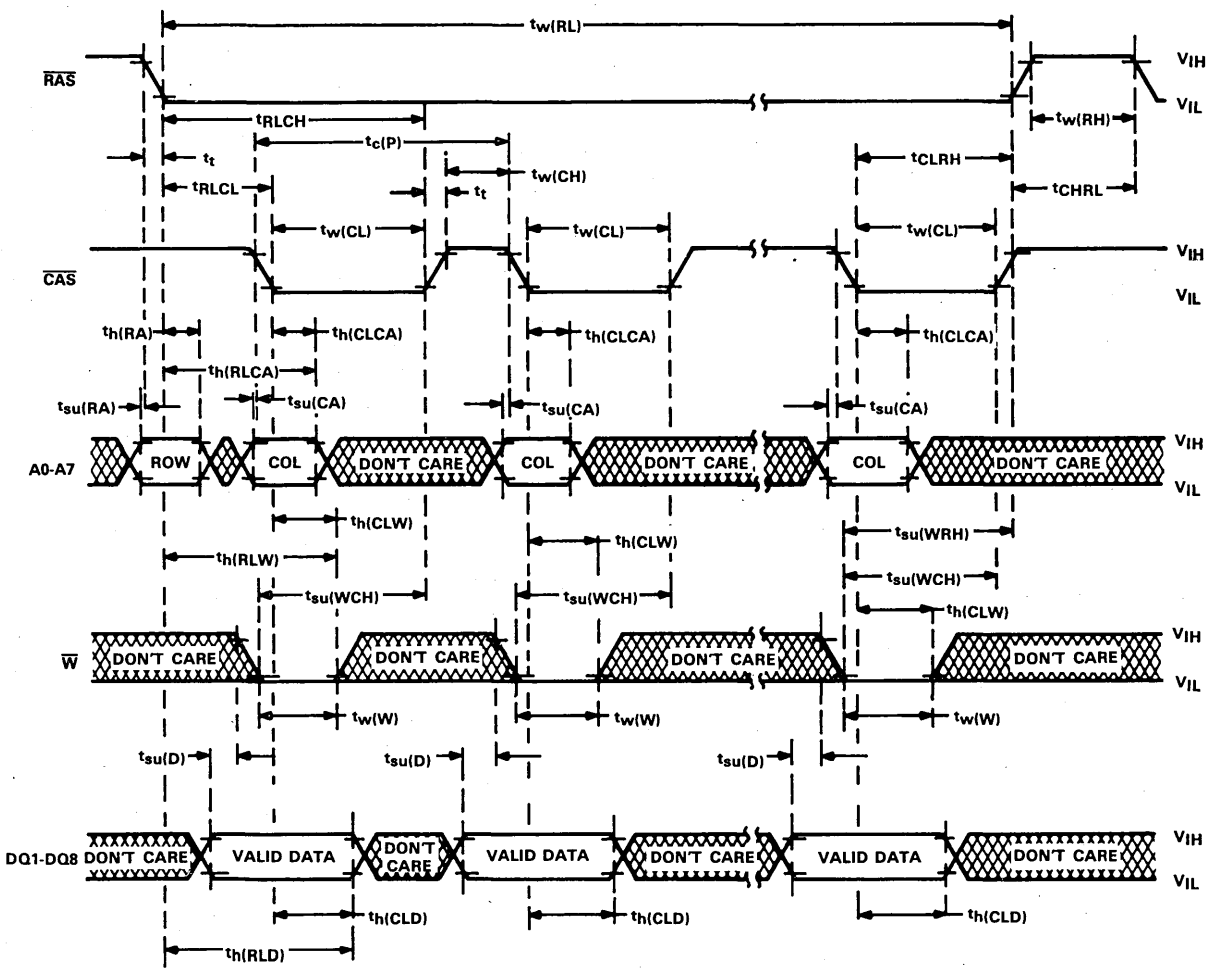 tw(RL)
RAS
VIH
VIL
tRLCH
tw(RH)
tc(P)
tt
tw(CH)
tCLRH
tRLCL
tt
tCHRL
tw(CL)
tw(CL)
tw(CL)
CAS
VIH
VIL
th(RA)
th(CLCA)
th(CLCA)
th(CLCA)
th(RLCA)
tsu(RA)
tsu(CA)
tsu(CA)
tsu(CA)
A0-A7
ROW
COL
DON'T CARE
COL
DON'T CARE
COL
DON'T CARE
VIH
VIL
th(CLW)
th(CLW)
tsu(WRH)
th(RLW)
tsu(WCH)
tsu(WCH)
tsu(WCH)
th(CLW)
W
DON'T CARE
DON'T CARE
DON'T CARE
DON'T CARE
VIH
VIL
tw(W)
tw(W)
tw(W)
tsu(D)
tsu(D)
tsu(D)
DQ1-DQ8
DON'T CARE
VALID DATA
DON'T
CARE
VALID DATA
DON'T CARE
VALID DATA
DON'T CARE
VIH
VIL
th(CLD)
th(CLD)
th(CLD)
th(RLD)